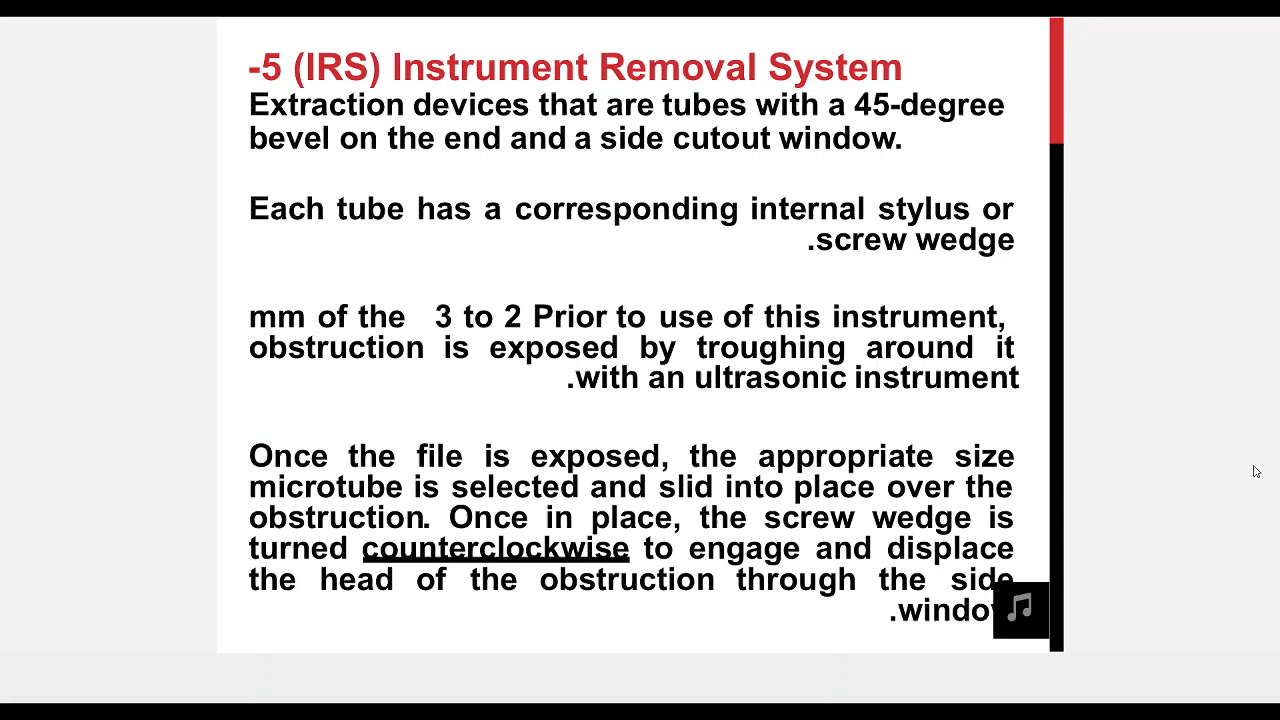 -5 (IRS) Instrument Removal System
Extraction devices that are tubes with a 45-degree
bevel on the end and a side cutout window.
Each tube has a corresponding internal stylus or
.screw wedge
mm of the 3 to 2 Prior to use of this instrument,
obstruction is exposed by troughing around it
.with an ultrasonic instrument
Once the file is exposed, the appropriate size
microtube is selected and slid into place over the
obstruction. Once in place, the screw wedge is
turned counterclockwise to engage and displace
the head of the obstruction through the side
.window